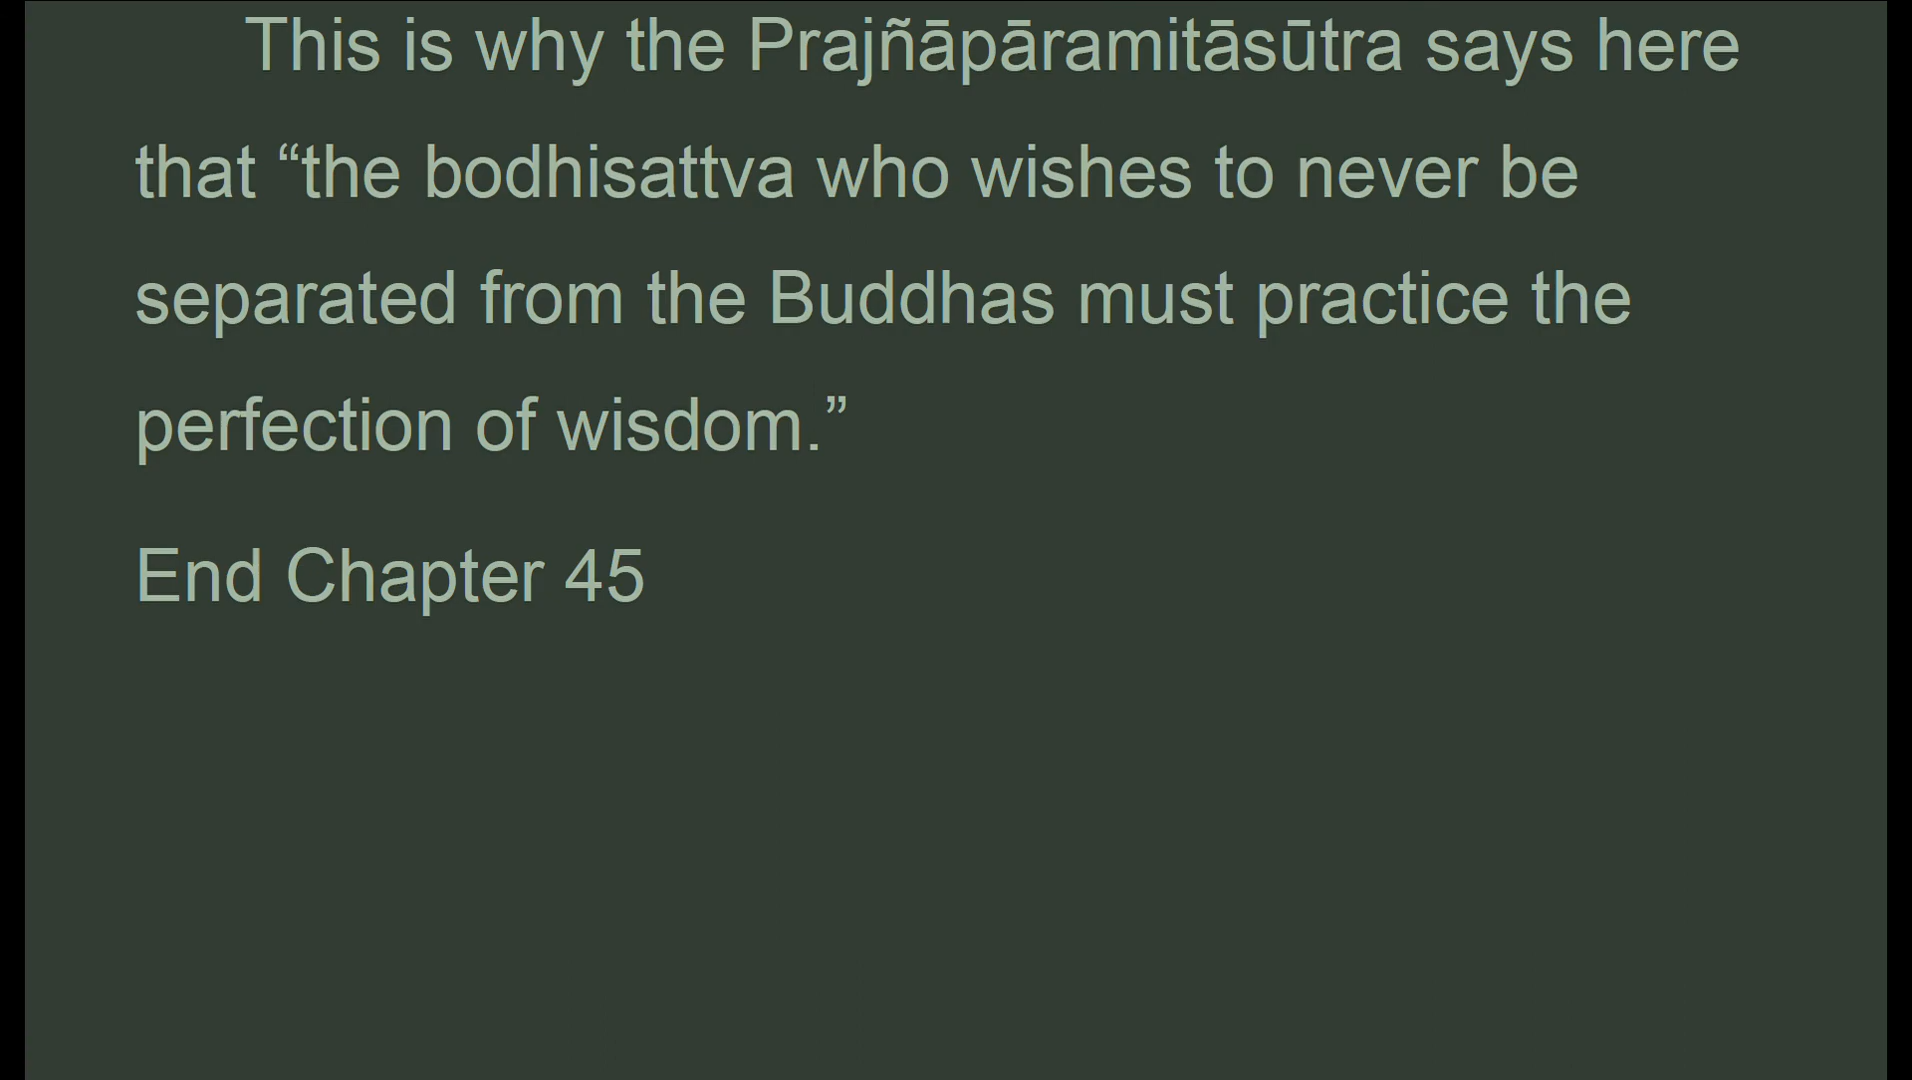 This is why the Prajñāpāramitāsūtra says here
that “the bodhisattva who wishes to never be
separated from the Buddhas must practice the
perfection of wisdom.”
End Chapter 45